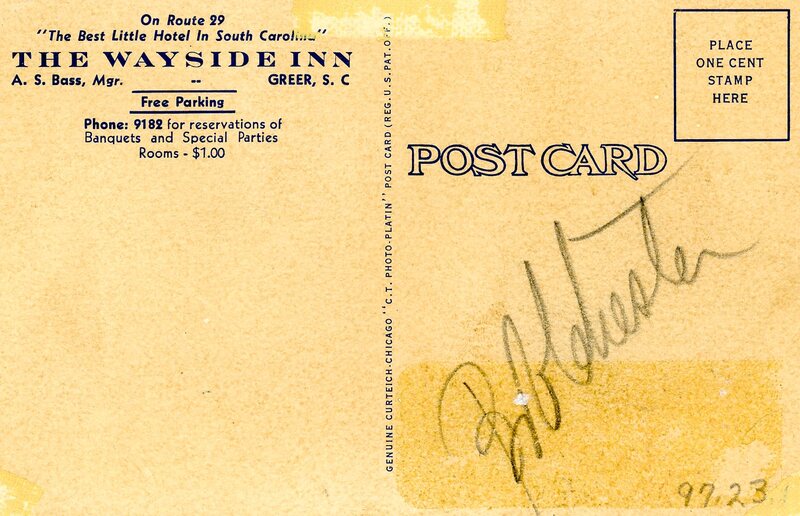 On Route 29
"The Best Little Hotel In South Carolina"
THE WAYSIDE INN
A. S. Bass, Mgr. -- GREER, S. C
Free Parking
Phone: 9182 for reservations of
Banquets and Special Parties
Rooms - $1.00
GENUINE CURTEICH-CHICAGO "C.T. PHOTO-PLATIN" POST CARD (REG. U.S. PAT. OFF.)
PLACE
ONE CENT
STAMP
HERE
POST CARD
97.23.1